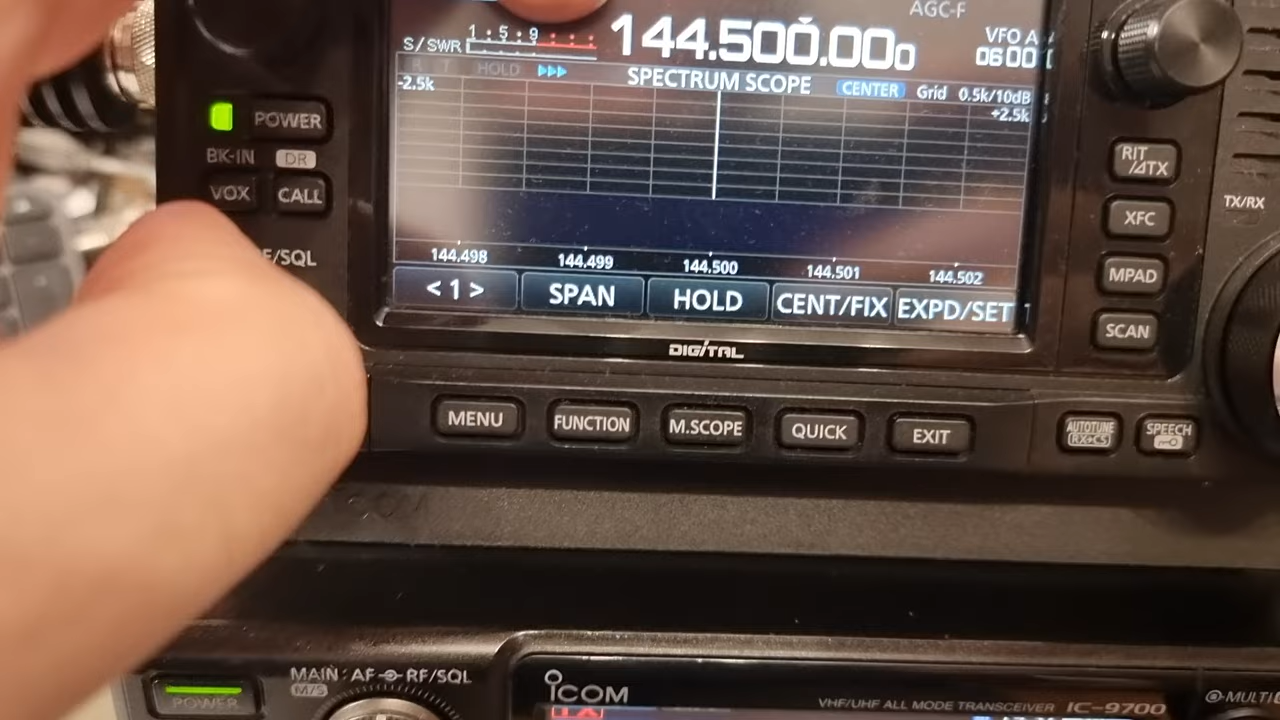 AGC-F
1 : 5 : 9
S/SWR
144.500.000
VFO A
0600
HOLD
SPECTRUM SCOPE
CENTER
Grid 0.5k/10dB
-2.5k
+2.5k
144.498
144.499
144.500
144.501
144.502
< 1 >
SPAN
HOLD
CENT/FIX
EXPD/SET
DIGITAL
POWER
BK-IN
DR
VOX
CALL
F/SQL
RIT
/⊿TX
XFC
MPAD
SCAN
TX/RX
MENU
FUNCTION
M.SCOPE
QUICK
EXIT
AUTOTUNE
RX→CS
SPEECH
MAIN: AF RF/SQL
M/S
POWER
ICOM
VHF/UHF ALL MODE TRANSCEIVER IC-9700
MULTI